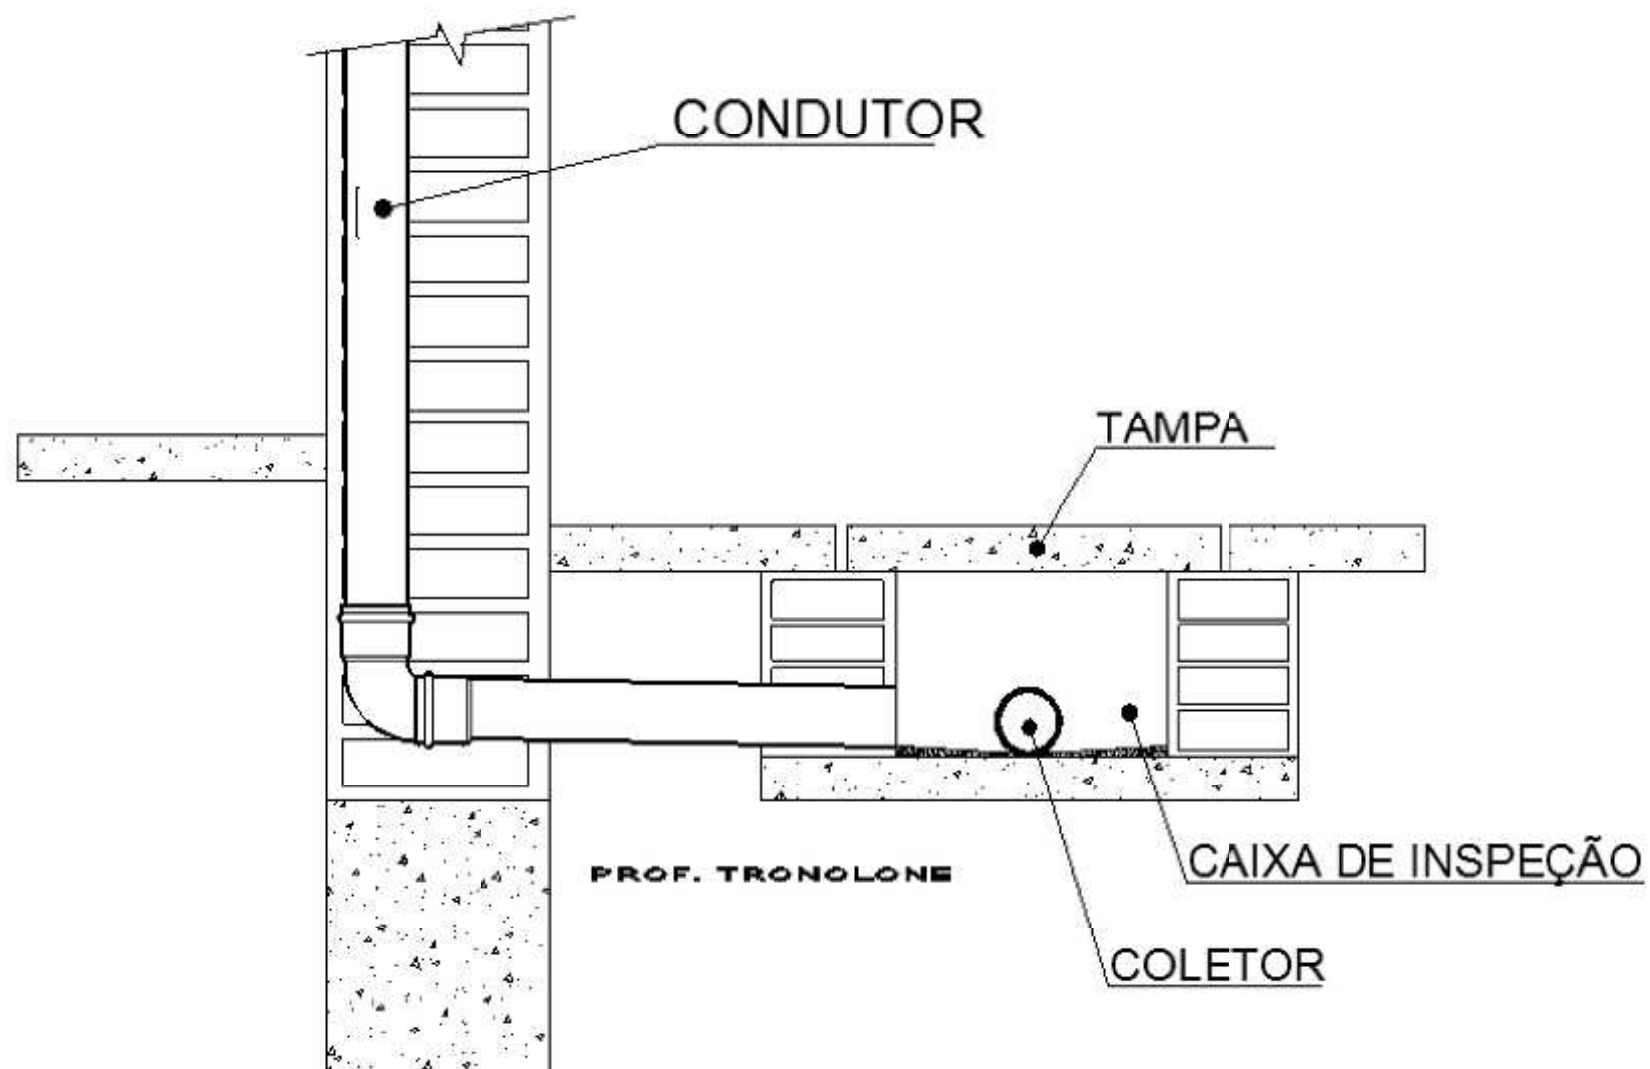 CONDUTOR
TAMPA
CAIXA DE INSPEÇÃO
PROF. TRONOLONE
COLETOR